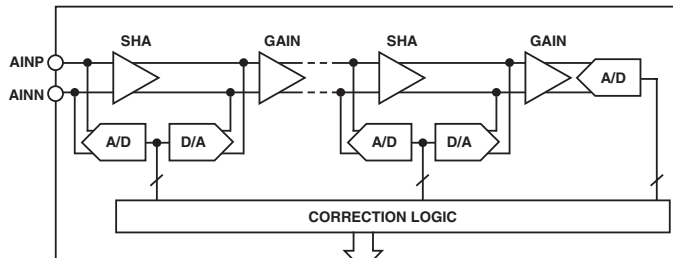 SHA GAIN SHA GAIN
AINP
A/D
AINN
A/D D/A A/D D/A
CORRECTION LOGIC